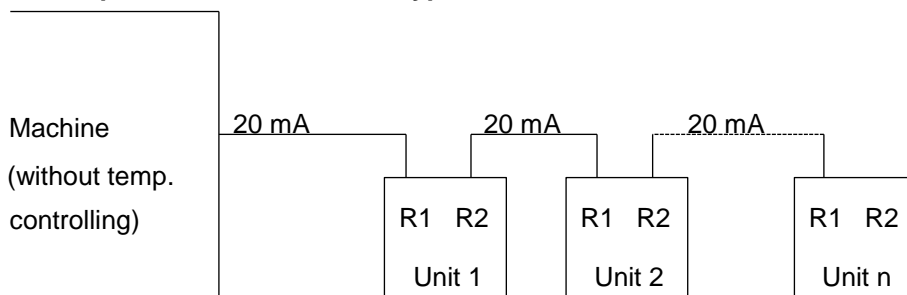 20 mA 20 mA 20 mA
Machine
(without temp.
controlling)
R1 R2 R1 R2 R1 R2
Unit 1 Unit 2 Unit n